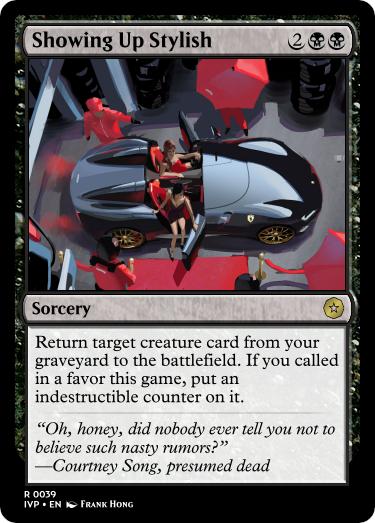 Showing Up Stylish 2
Sorcery
Return target creature card from your
graveyard to the battlefield. If you called
in a favor this game, put an
indestructible counter on it.
“Oh, honey, did nobody ever tell you not to
believe such nasty rumors?”
—Courtney Song, presumed dead
R 0039
IVP • EN Frank Hong